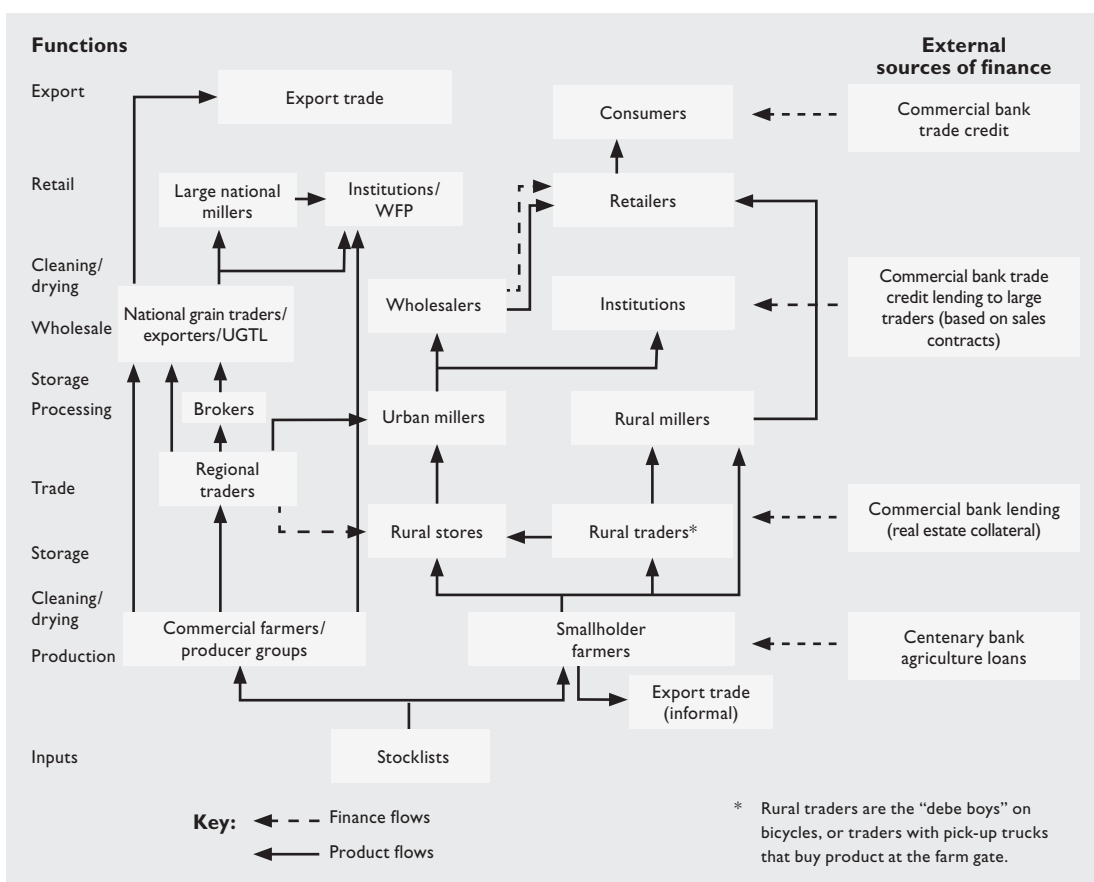 Functions
External
sources of finance
Export
Export trade
Consumers
Commercial bank
trade credit
Retail
Large national
millers
Institutions/
WFP
Retailers
Cleaning/
drying
Wholesale
National grain traders/
exporters/UGTL
Wholesalers
Institutions
Commercial bank trade
credit lending to large
traders (based on sales
contracts)
Storage
Processing
Brokers
Urban millers
Rural millers
Trade
Regional
traders
Rural stores
Rural traders*
Commercial bank lending
(real estate collateral)
Storage
Cleaning/
drying
Production
Commercial farmers/
producer groups
Smallholder
farmers
Centenary bank
agriculture loans
Export trade
(informal)
Inputs
Stocklists
Key:
Finance flows
Product flows
* Rural traders are the “debe boys” on
bicycles, or traders with pick-up trucks
that buy product at the farm gate.